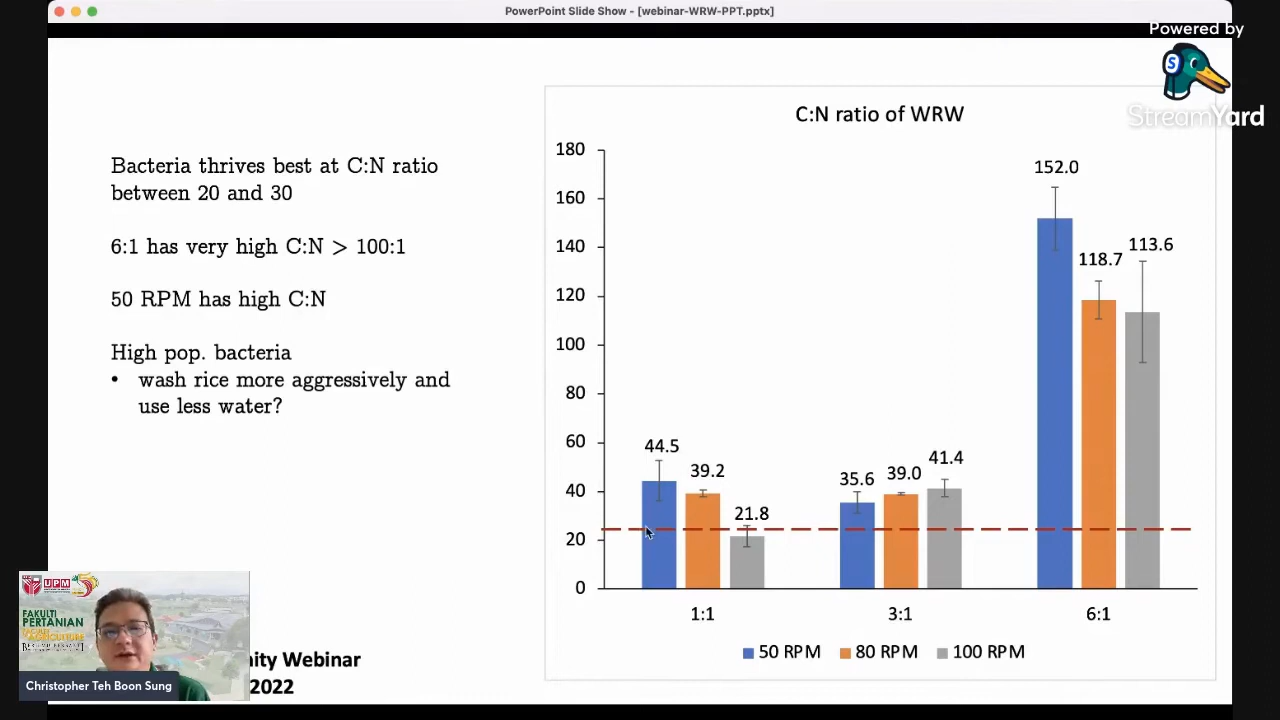 PowerPoint Slide Show - [webinar-WRW-PPT.pptx]
Powered by
S
StreamYard
Bacteria thrives best at C:N ratio
between 20 and 30
6:1 has very high C:N > 100:1
50 RPM has high C:N
High pop. bacteria
• wash rice more aggressively and
use less water?
C:N ratio of WRW
180
160
140
120
100
80
60
40
20
0
44.5
39.2
21.8
35.6
39.0
41.4
152.0
118.7
113.6
1:1
3:1
6:1
50 RPM
80 RPM
100 RPM
UPM
FAKULTI
PERTANIAN
Christopher Teh Boon Sung
ity Webinar
2022